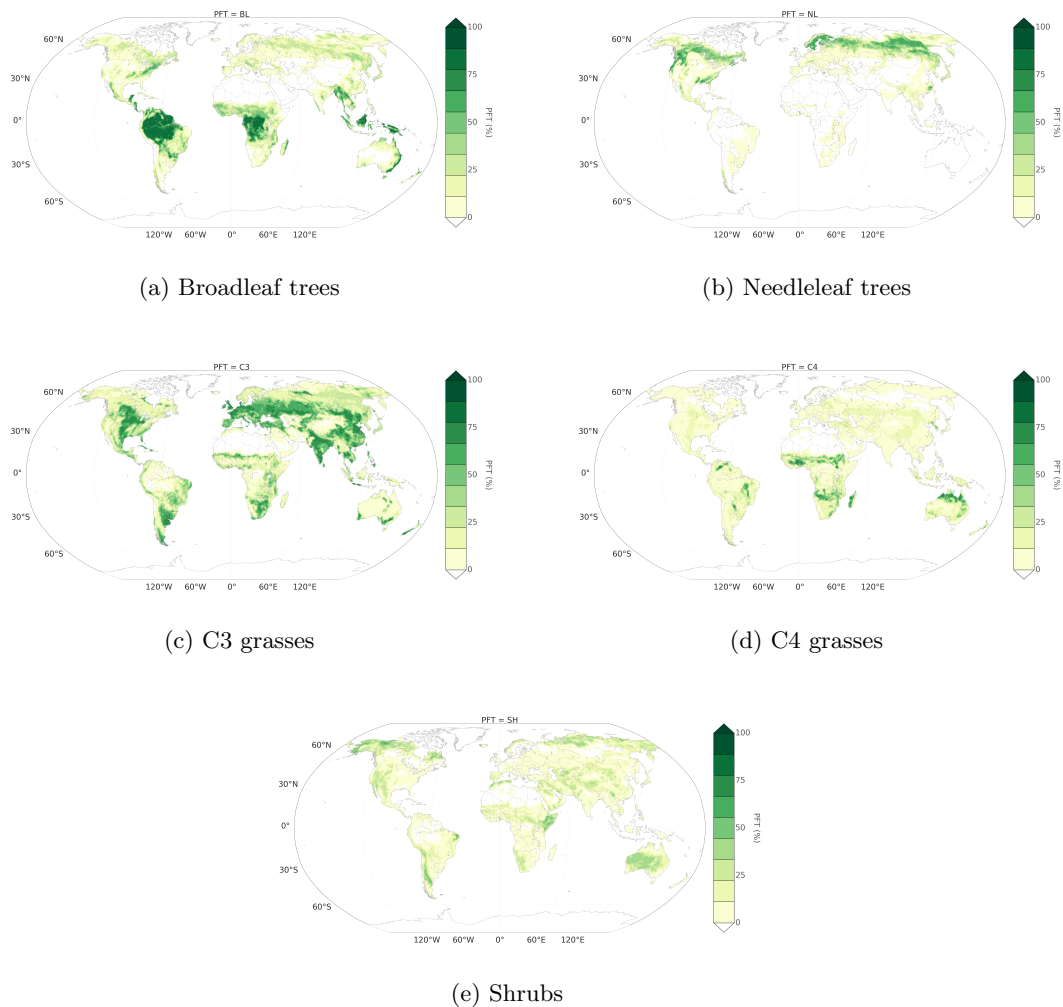 PFT = BL
60°N
30°N
0°
30°S
60°S
120°W 60°W 0° 60°E 120°E
100
75
50
25
0
PFT (%)
(a) Broadleaf trees
PFT = NL
60°N
30°N
0°
30°S
60°S
120°W 60°W 0° 60°E 120°E
100
75
50
25
0
PFT (%)
(b) Needleleaf trees
PFT = C3
60°N
30°N
0°
30°S
60°S
120°W 60°W 0° 60°E 120°E
100
75
50
25
0
PFT (%)
(c) C3 grasses
PFT = C4
60°N
30°N
0°
30°S
60°S
120°W 60°W 0° 60°E 120°E
100
75
50
25
0
PFT (%)
(d) C4 grasses
PFT = SH
60°N
30°N
0°
30°S
60°S
120°W 60°W 0° 60°E 120°E
100
75
50
25
0
PFT (%)
(e) Shrubs